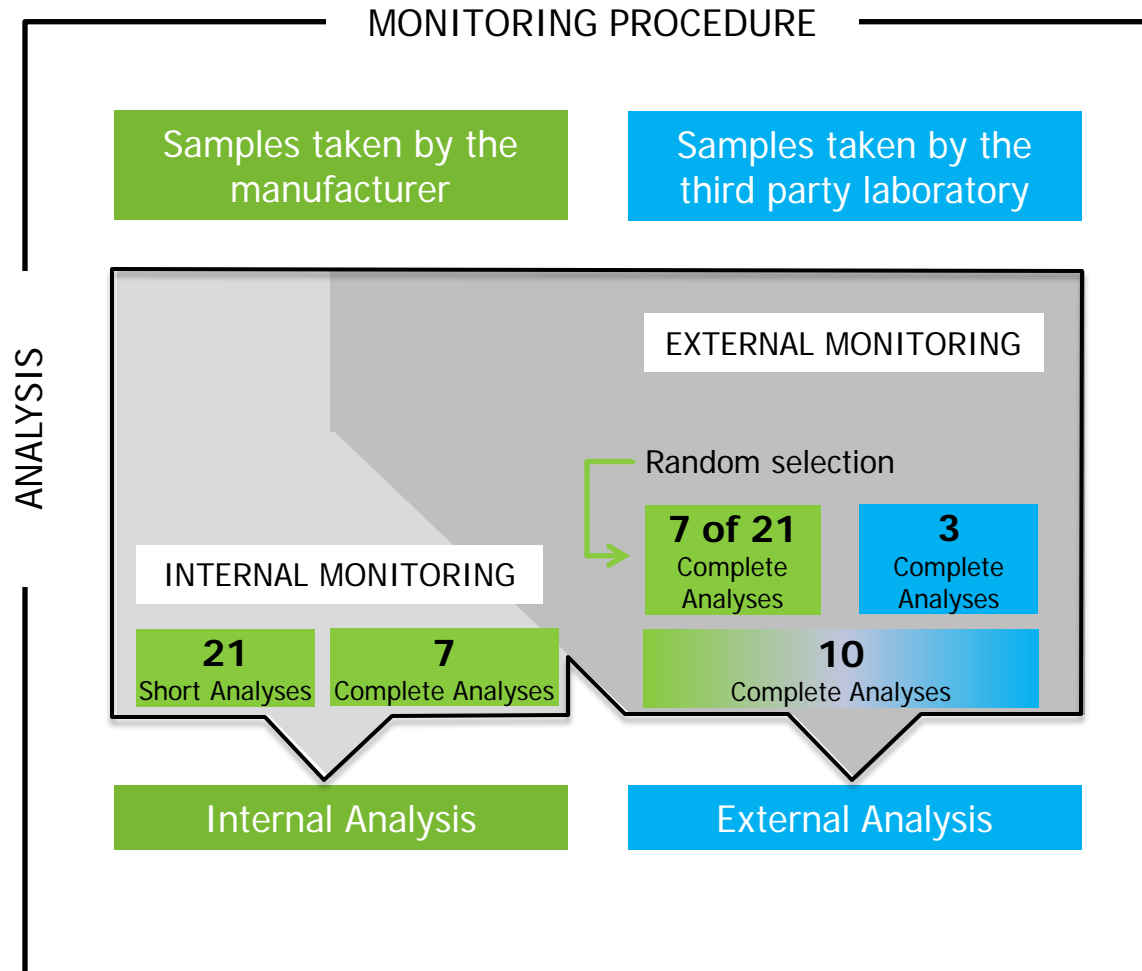 MONITORING PROCEDURE
Samples taken by the
manufacturer
Samples taken by the
third party laboratory
ANALYSIS
EXTERNAL MONITORING
Random selection
7 of 21
Complete
Analyses
3
Complete
Analyses
INTERNAL MONITORING
21
Short Analyses
7
Complete Analyses
10
Complete Analyses
Internal Analysis
External Analysis